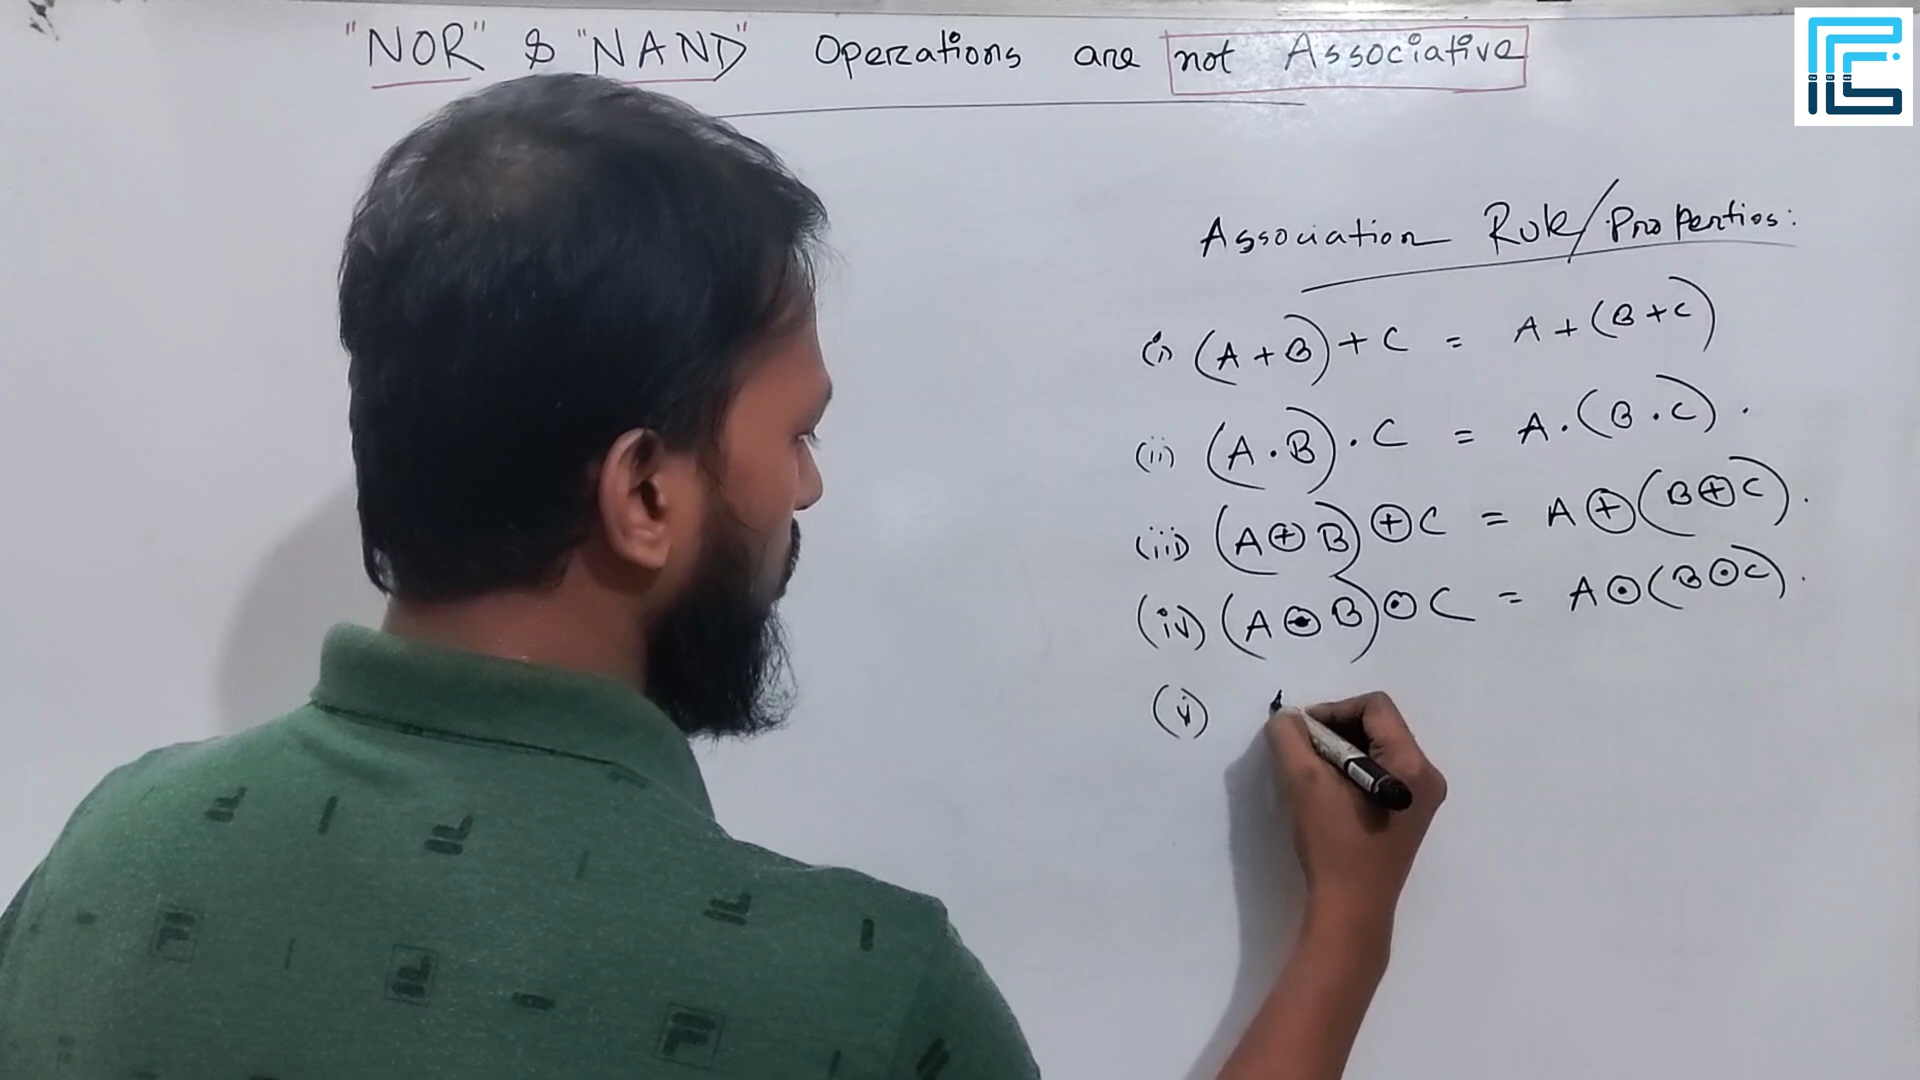 "NOR" & "NAND" Operations are not Associative
Association Rule/Properties:
(i) (A + B) + C = A + (B + C)
(ii) (A . B) . C = A . (B . C) .
(iii) (A ⊕ B) ⊕ C = A ⊕ (B ⊕ C) .
(iv) (A ⊙ B) ⊙ C = A ⊙ (B ⊙ C) .
(v)